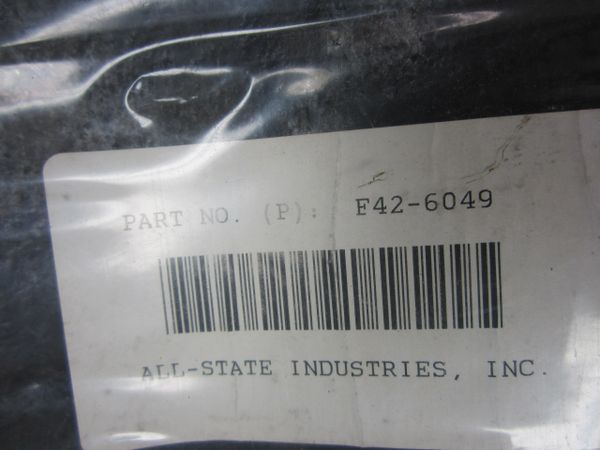 PART NO. (P): F42-6049
ALL-STATE INDUSTRIES, INC.